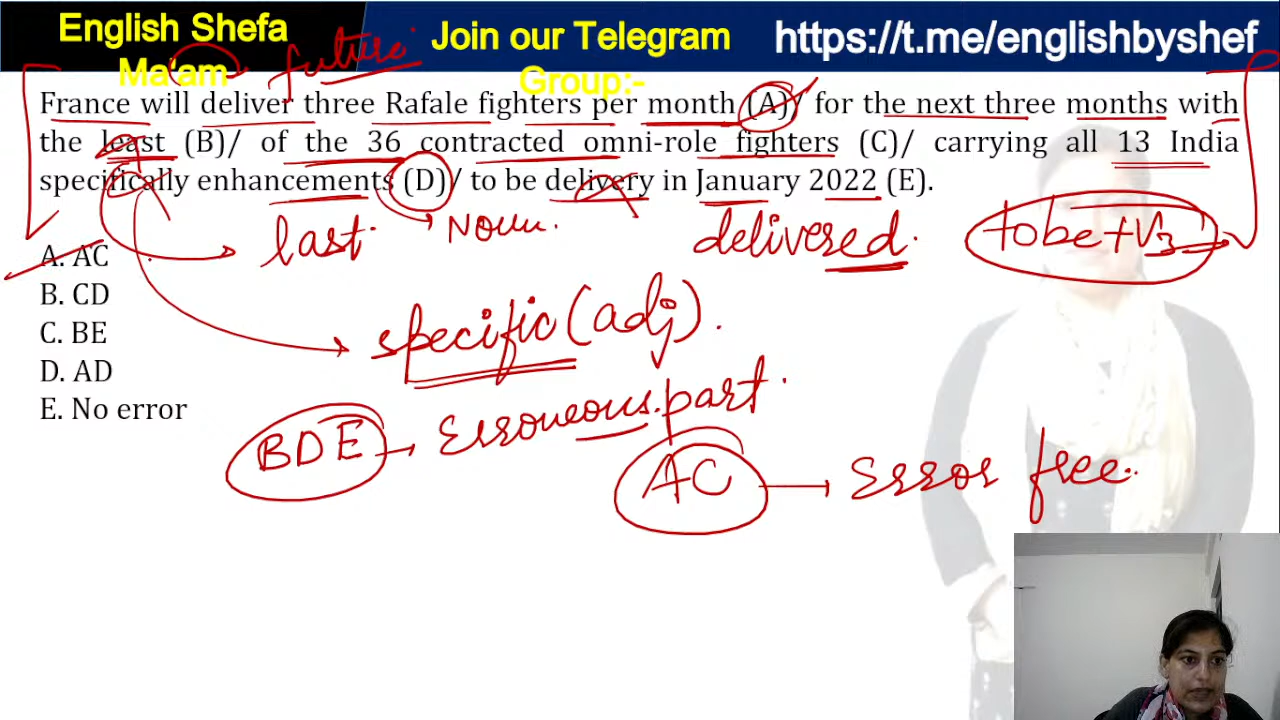 English Shefa Ma'am
Join our Telegram Group:-
https://t.me/englishbyshef
future
France will deliver three Rafale fighters per month (A)/ for the next three months with
the least (B)/ of the 36 contracted omni-role fighters (C)/ carrying all 13 India
specifically enhancements (D)/ to be delivery in January 2022 (E).
last
Noun.
delivered.
to be + V3
A. AC
B. CD
C. BE
D. AD
E. No error
specific (adj).
BDE → Erroneous part.
AC → Error free.